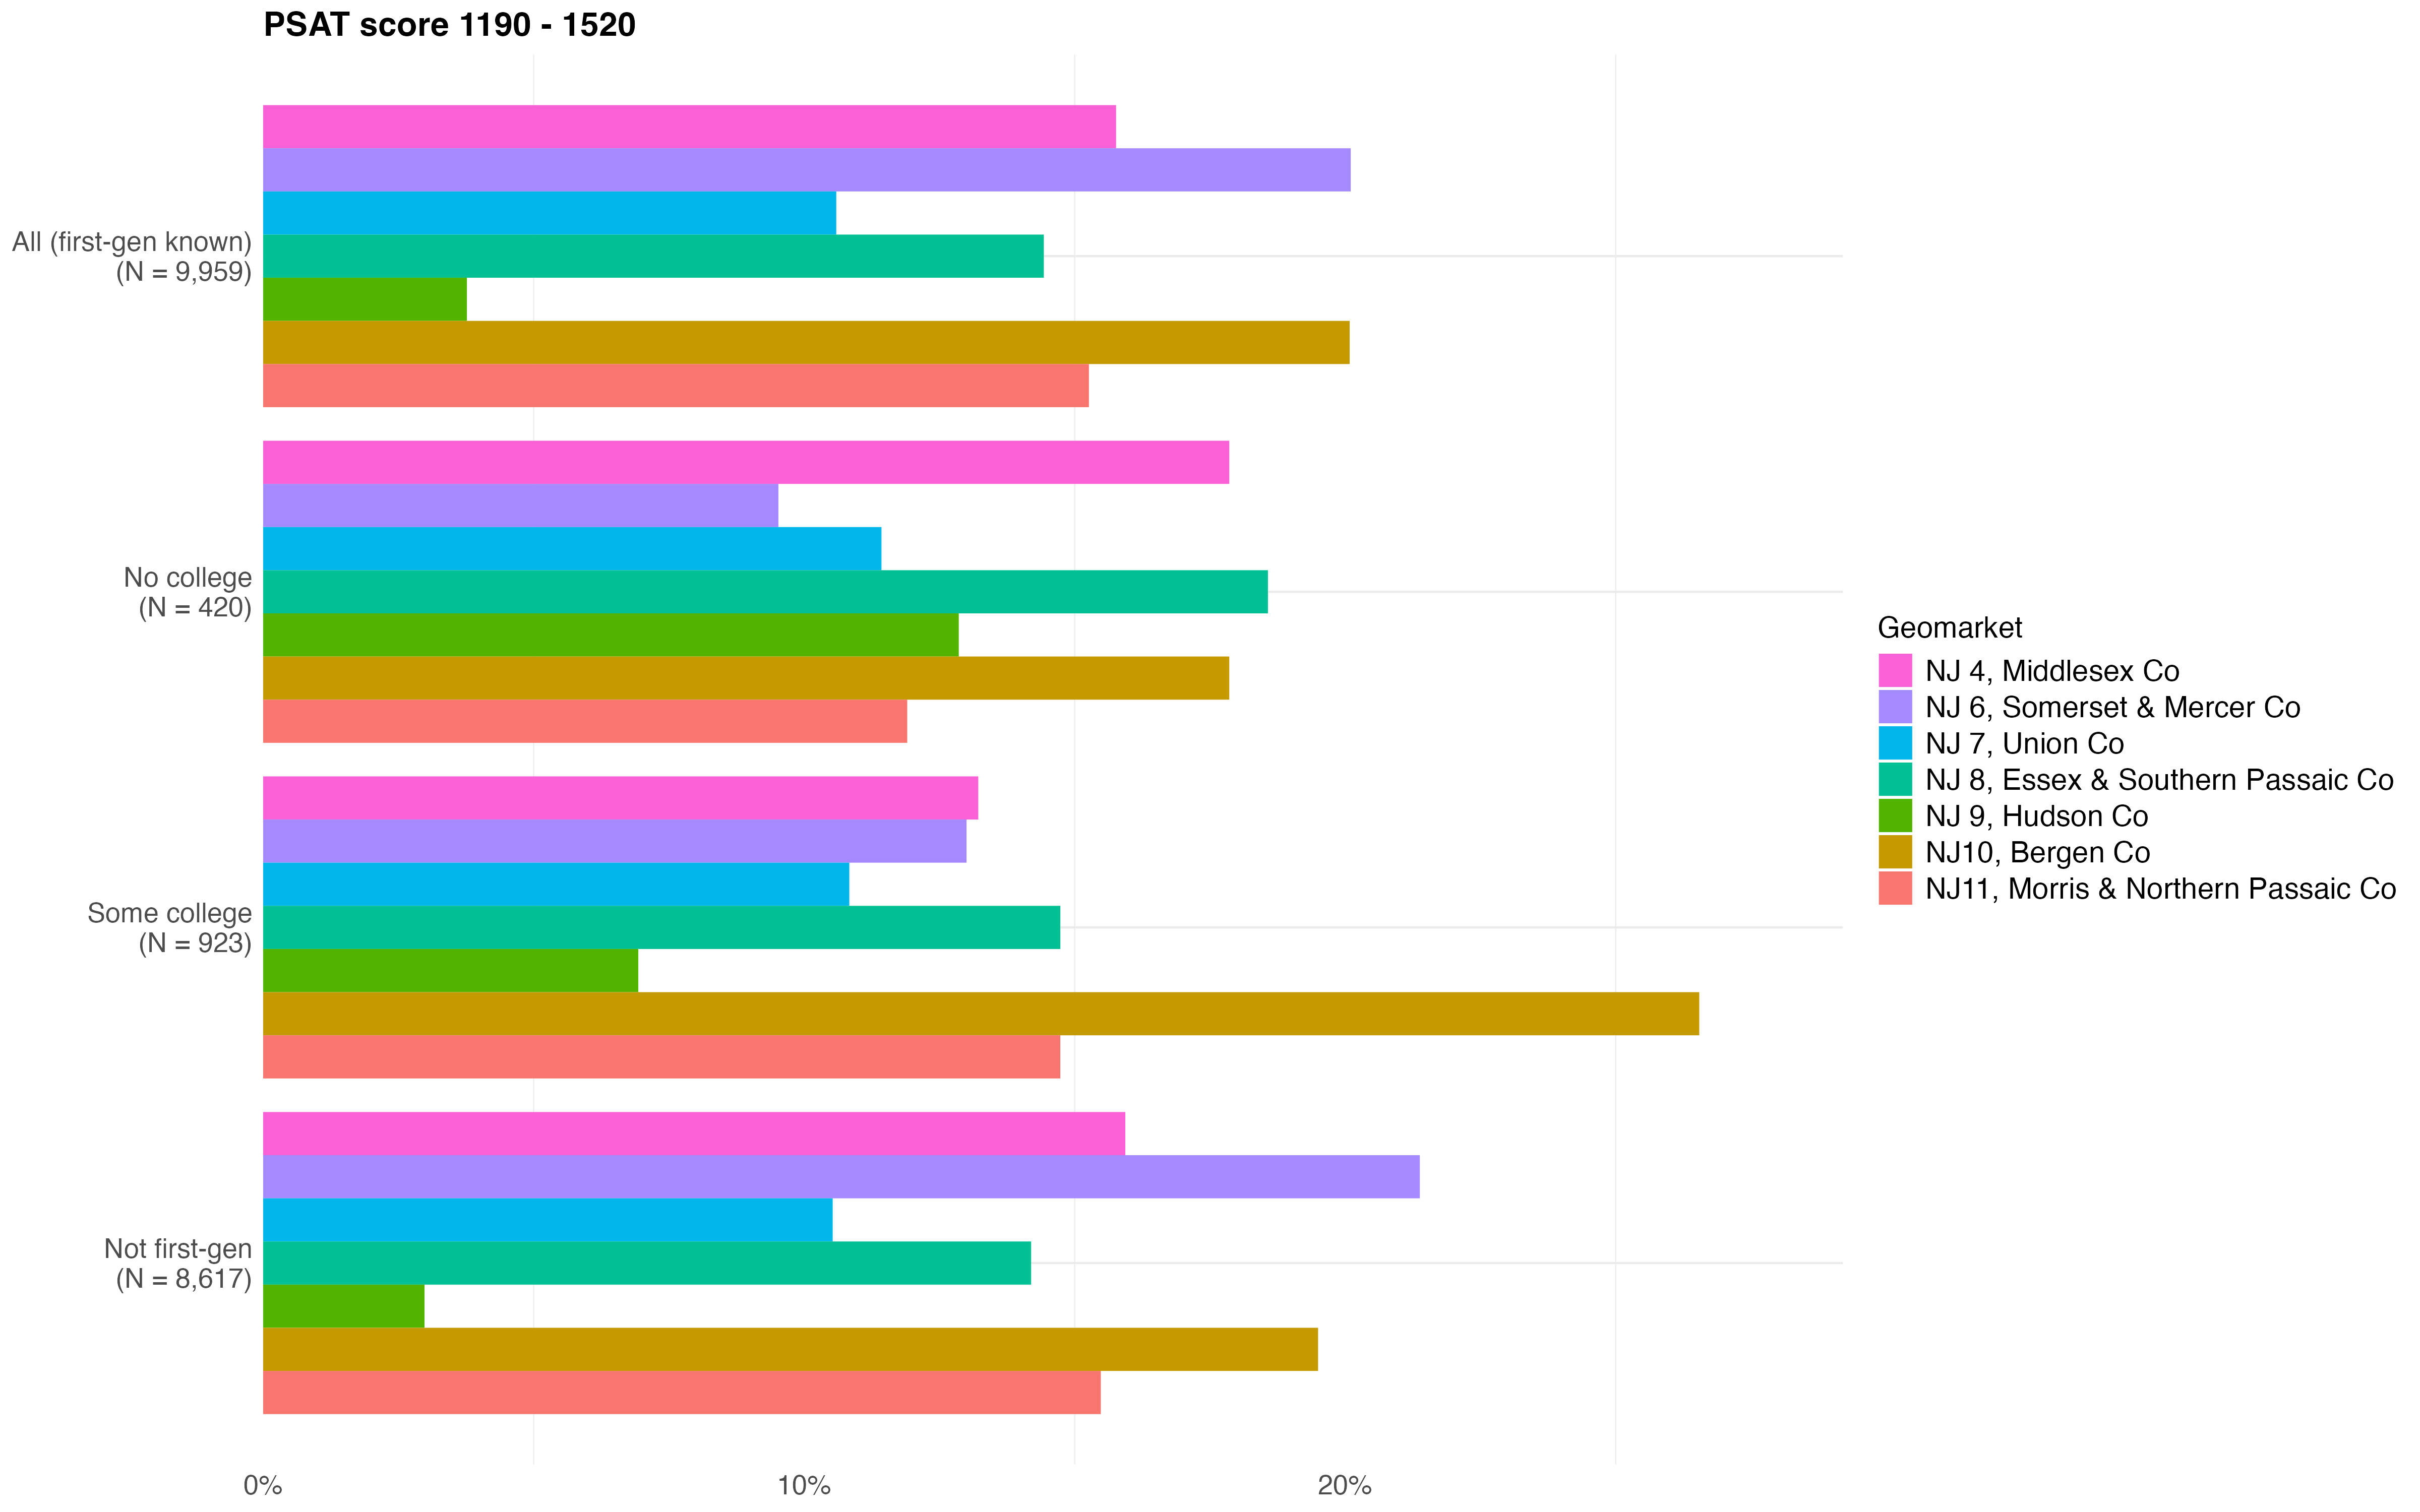 PSAT score 1190 - 1520
All (first-gen known)
(N = 9,959)
No college
(N = 420)
Some college
(N = 923)
Not first-gen
(N = 8,617)
0%
10%
20%
Geomarket
NJ 4, Middlesex Co
NJ 6, Somerset & Mercer Co
NJ 7, Union Co
NJ 8, Essex & Southern Passaic Co
NJ 9, Hudson Co
NJ10, Bergen Co
NJ11, Morris & Northern Passaic Co